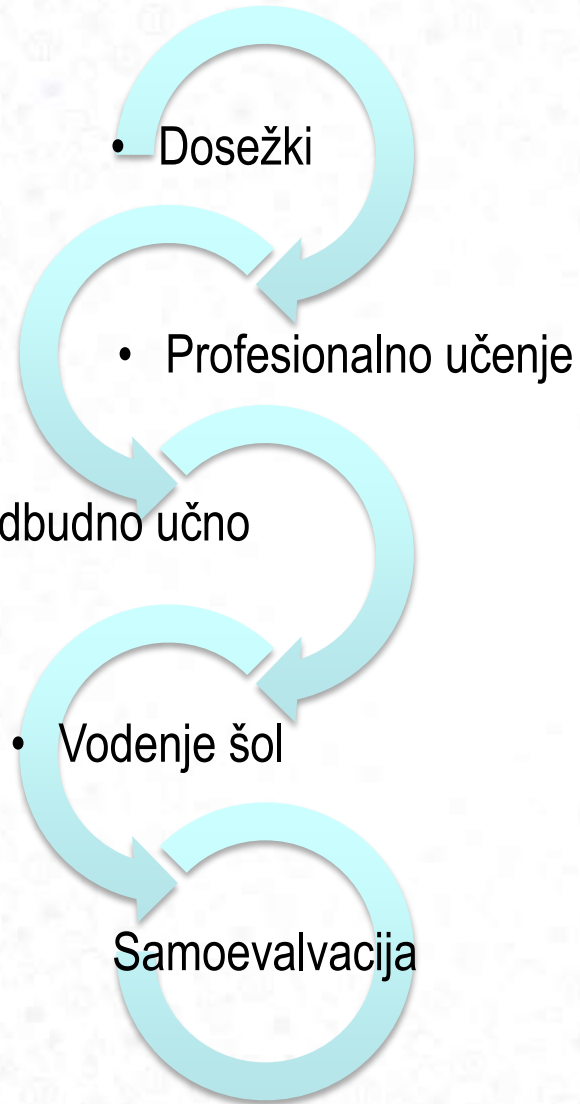 • Dosežki
• Profesionalno učenje
dbudno učno
• Vodenje šol
Samoevalvacija